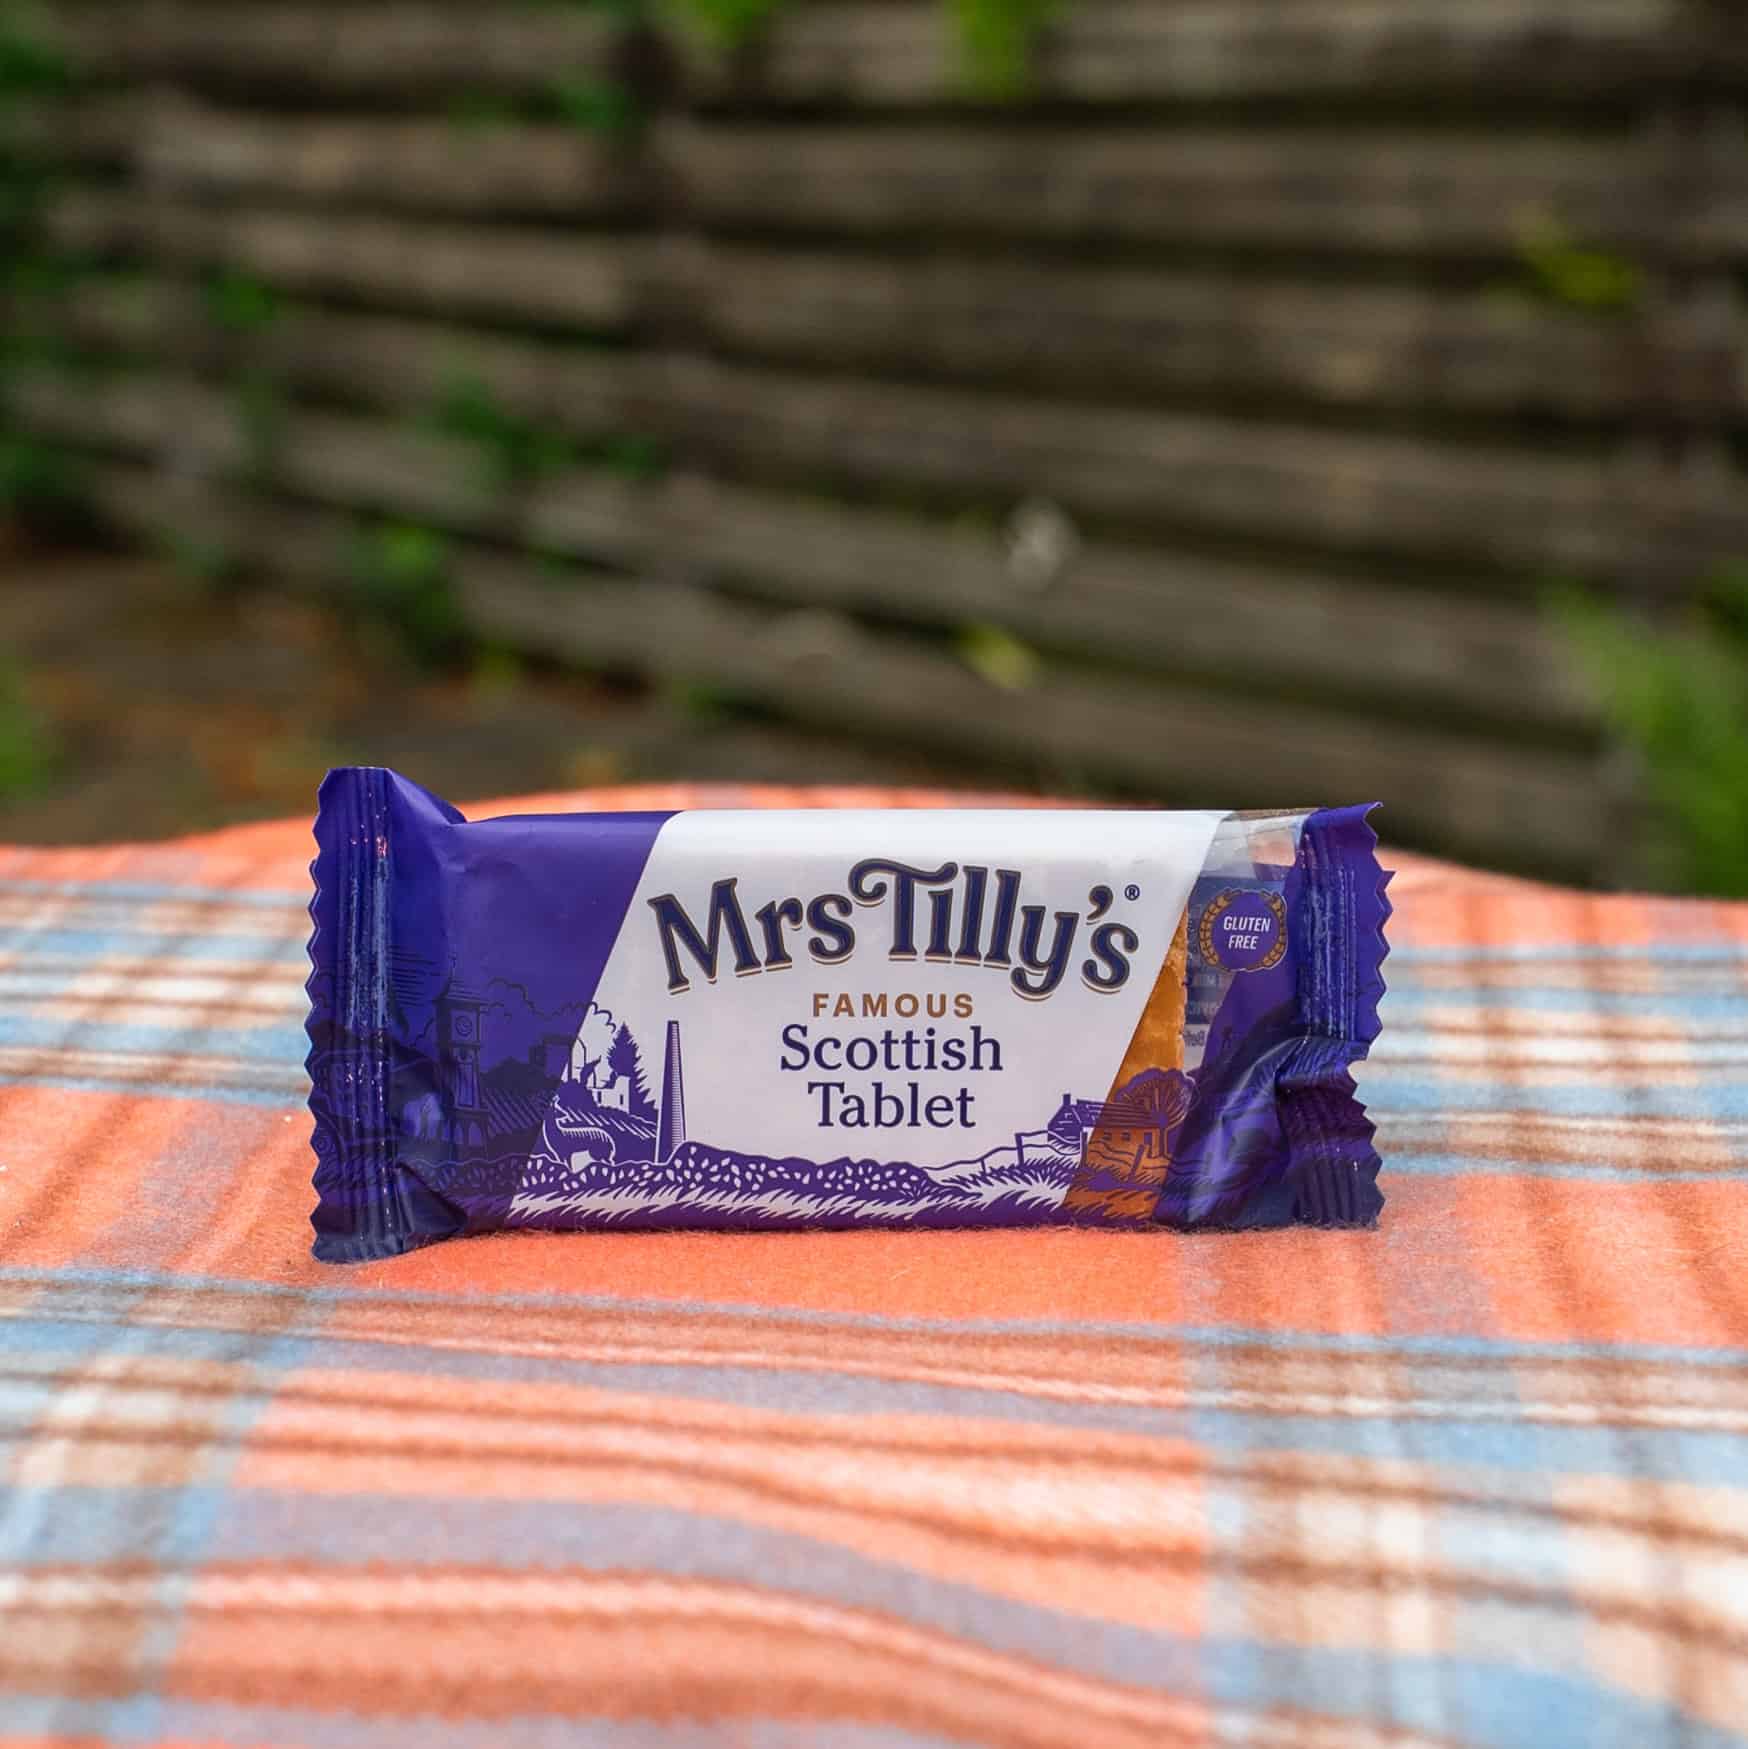 Mrs Tilly's®
FAMOUS
Scottish
Tablet
GLUTEN
FREE